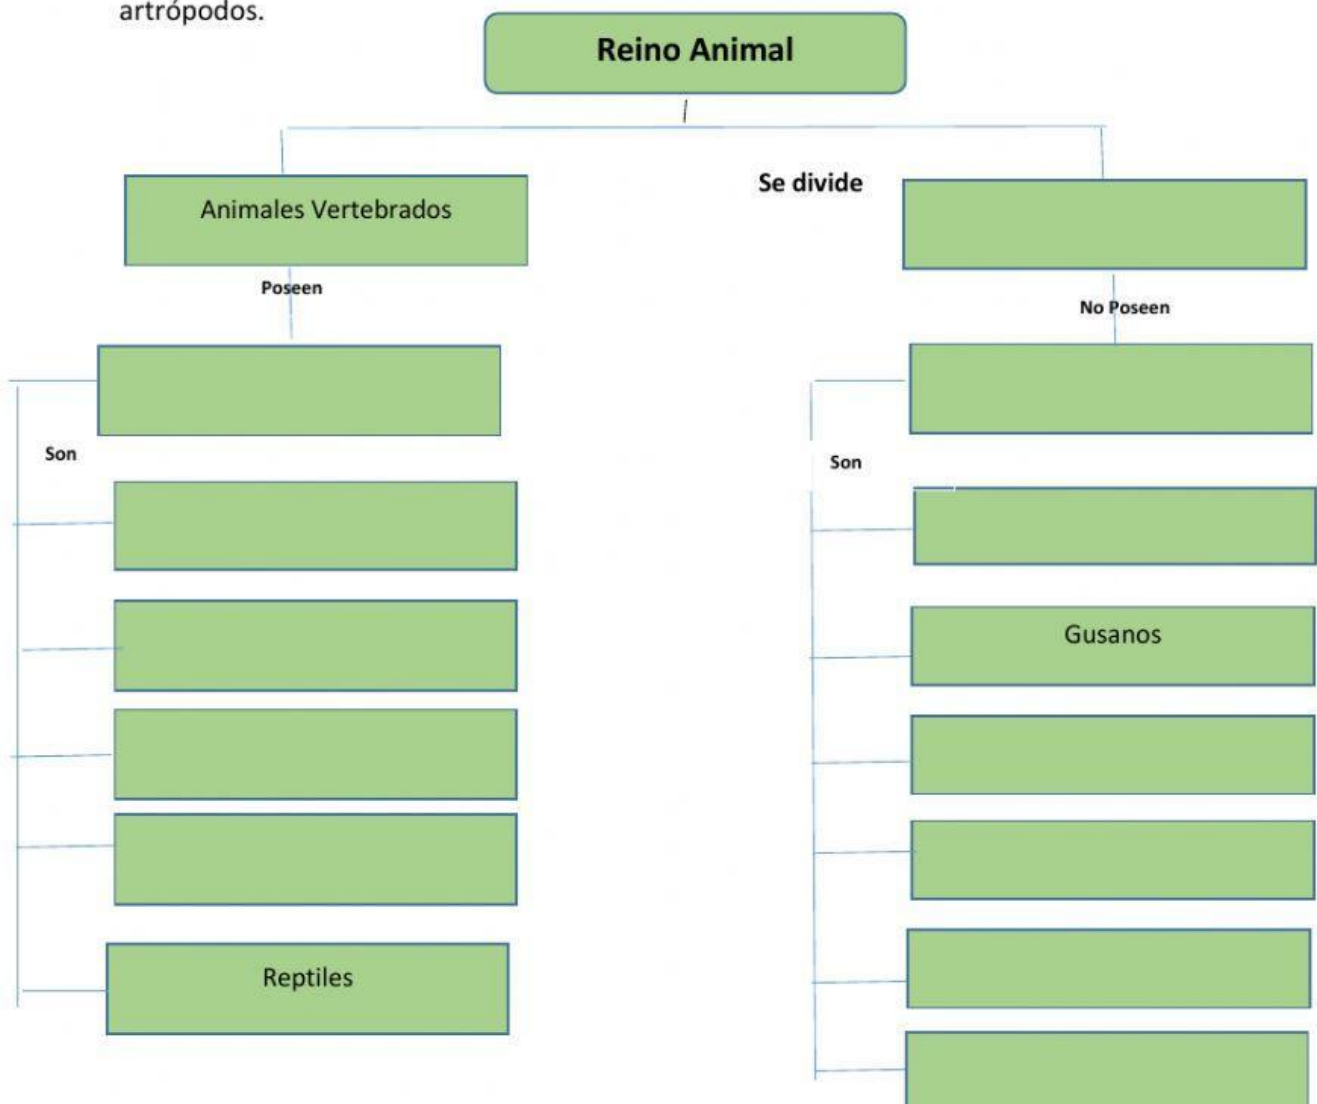 artrópodos.
Reino Animal
Se divide
Animales Vertebrados
Poseen
No Poseen
Son
Son
Gusanos
Reptiles